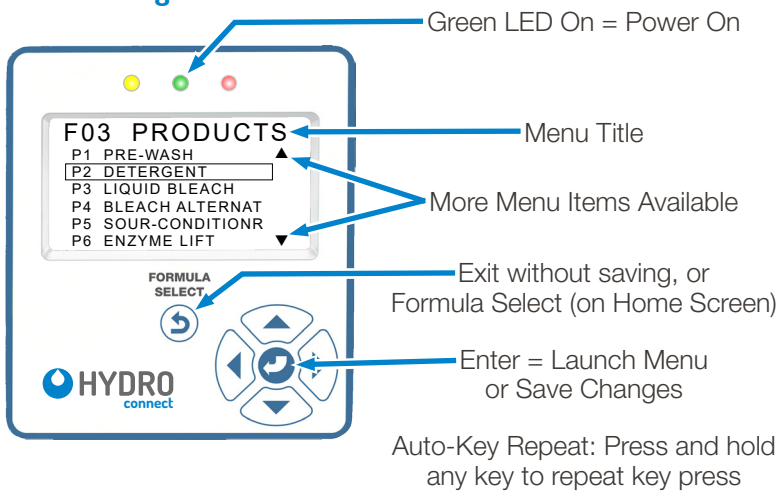 Green LED On = Power On
F03 PRODUCTS
Menu Title
P1 PRE-WASH ▲
P2 DETERGENT
P3 LIQUID BLEACH
P4 BLEACH ALTERNAT
P5 SOUR-CONDITIONR
P6 ENZYME LIFT ▼
More Menu Items Available
FORMULA
SELECT
Exit without saving, or
Formula Select (on Home Screen)
Enter = Launch Menu
or Save Changes
HYDRO
connect
Auto-Key Repeat: Press and hold
any key to repeat key press